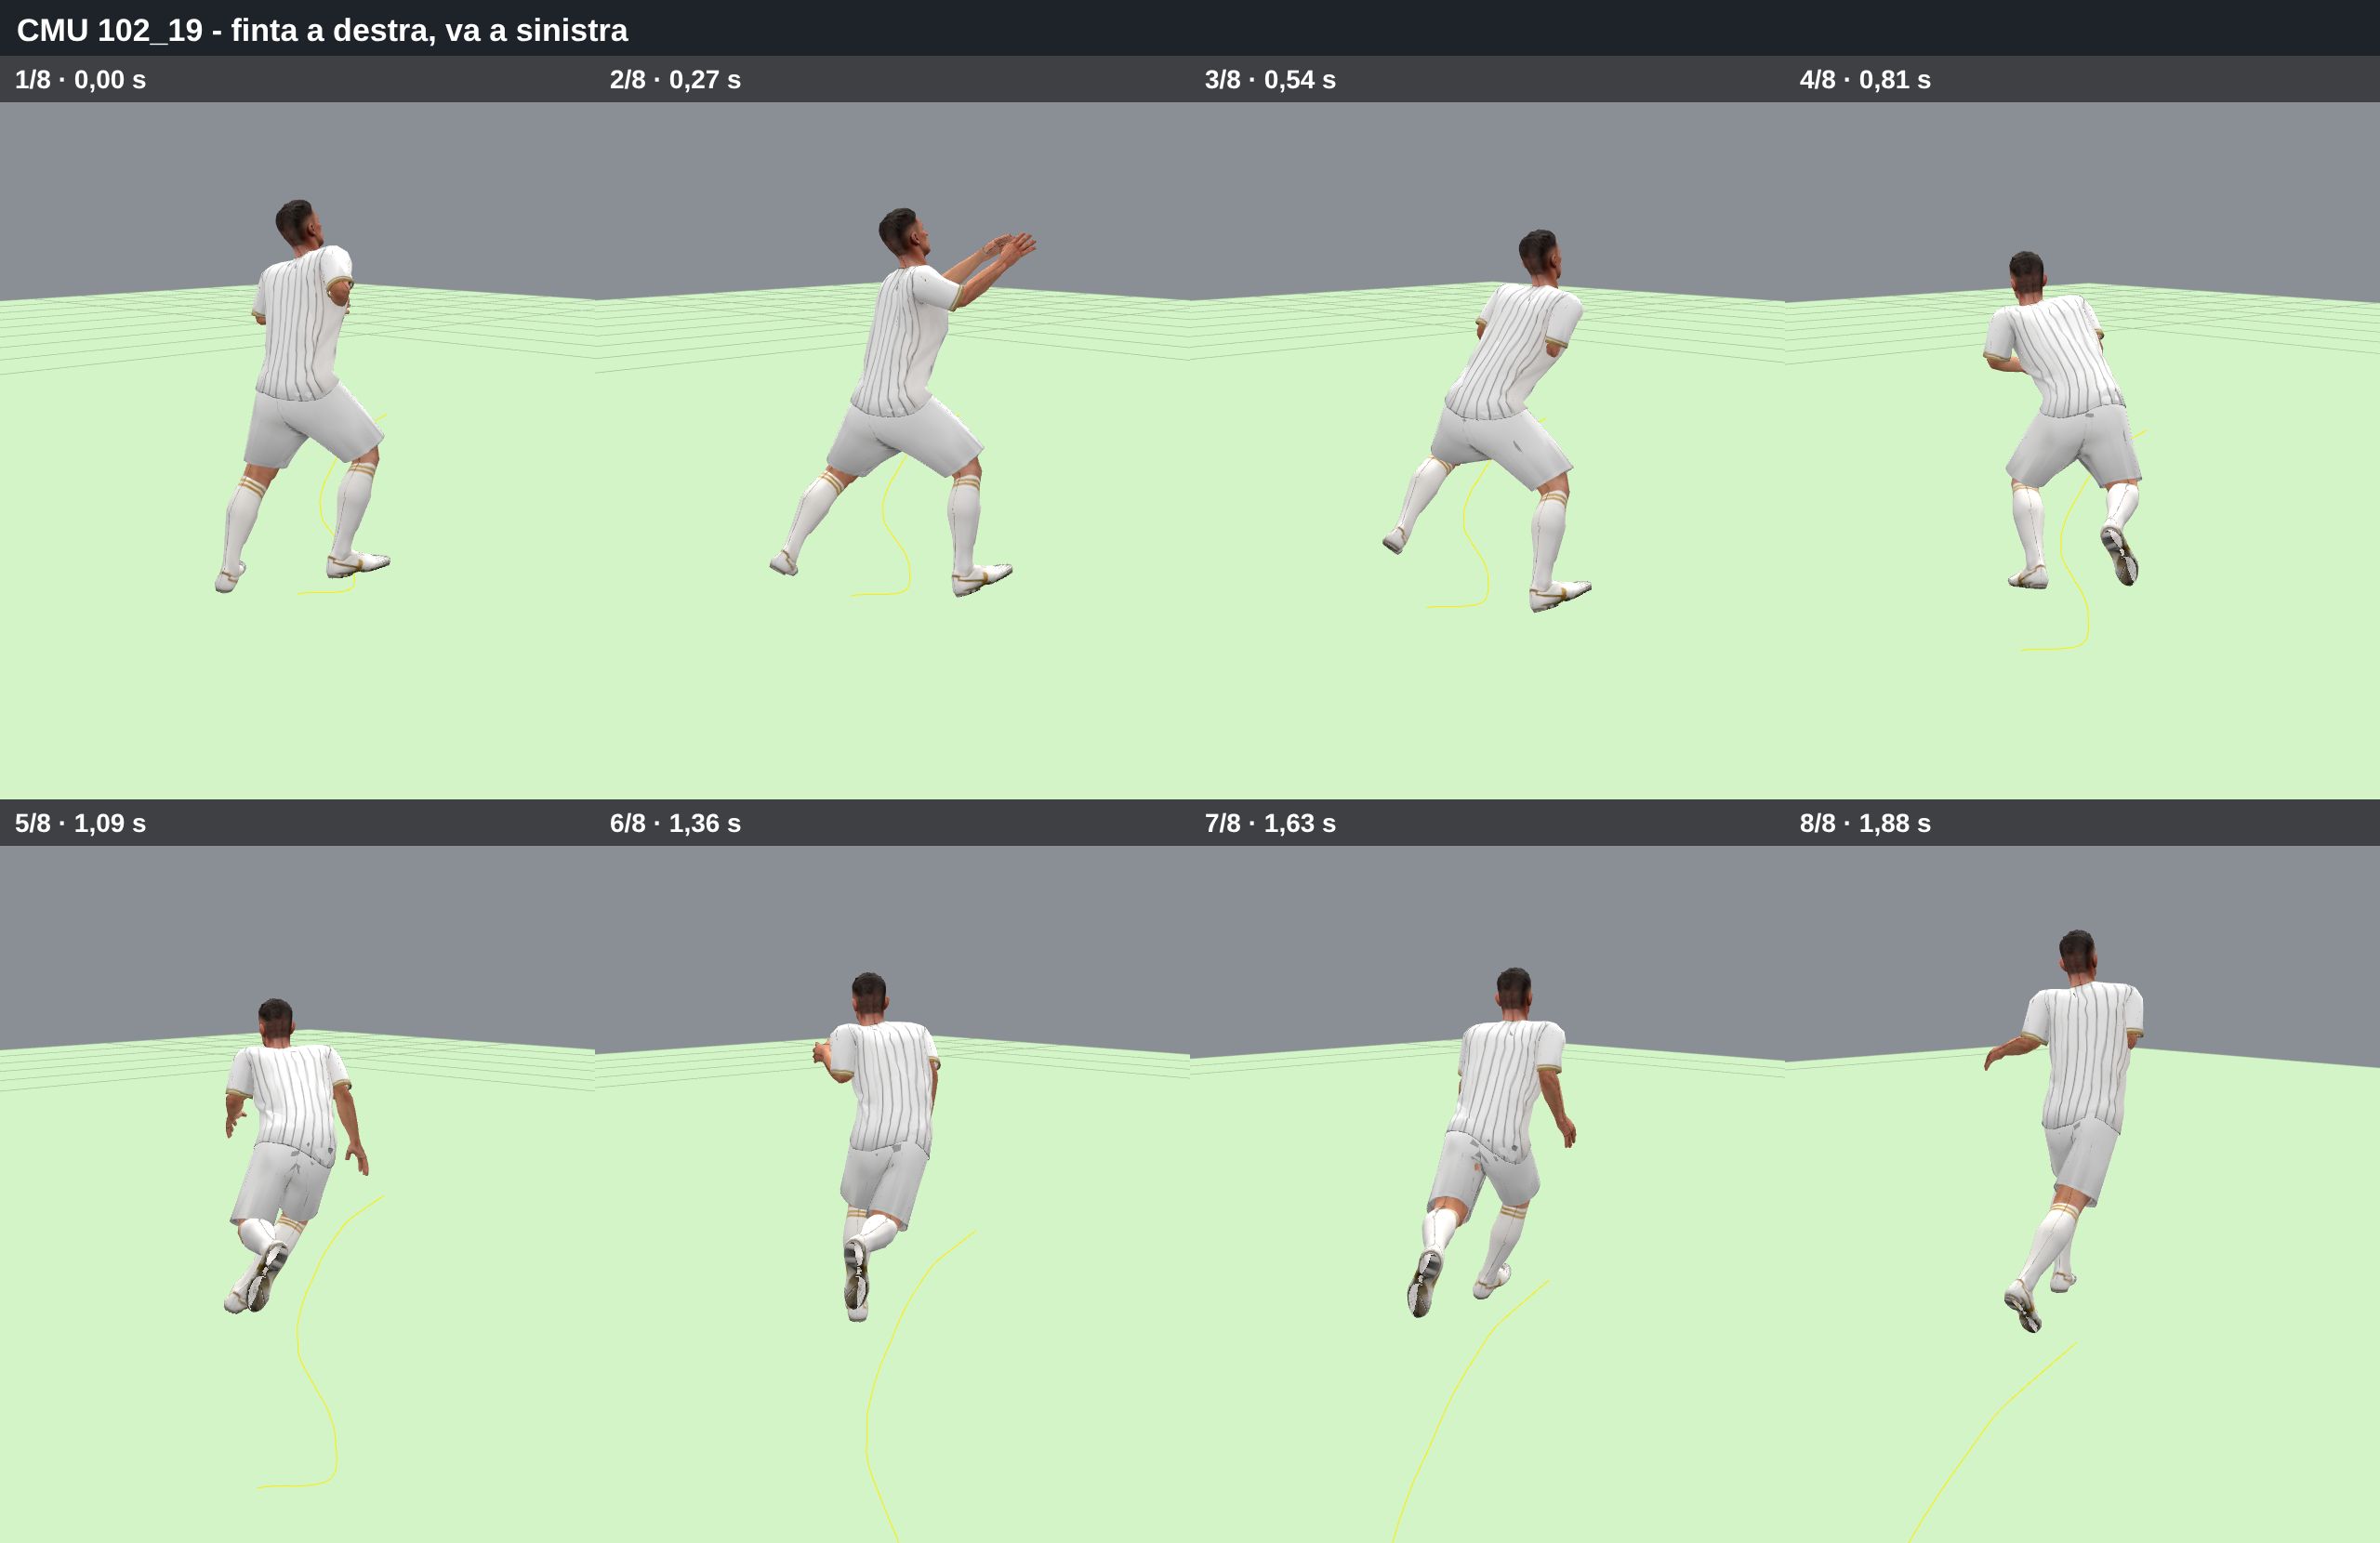 CMU 102_19 - finta a destra, va a sinistra
1/8 · 0,00 s
2/8 · 0,27 s
3/8 · 0,54 s
4/8 · 0,81 s
5/8 · 1,09 s
6/8 · 1,36 s
7/8 · 1,63 s
8/8 · 1,88 s